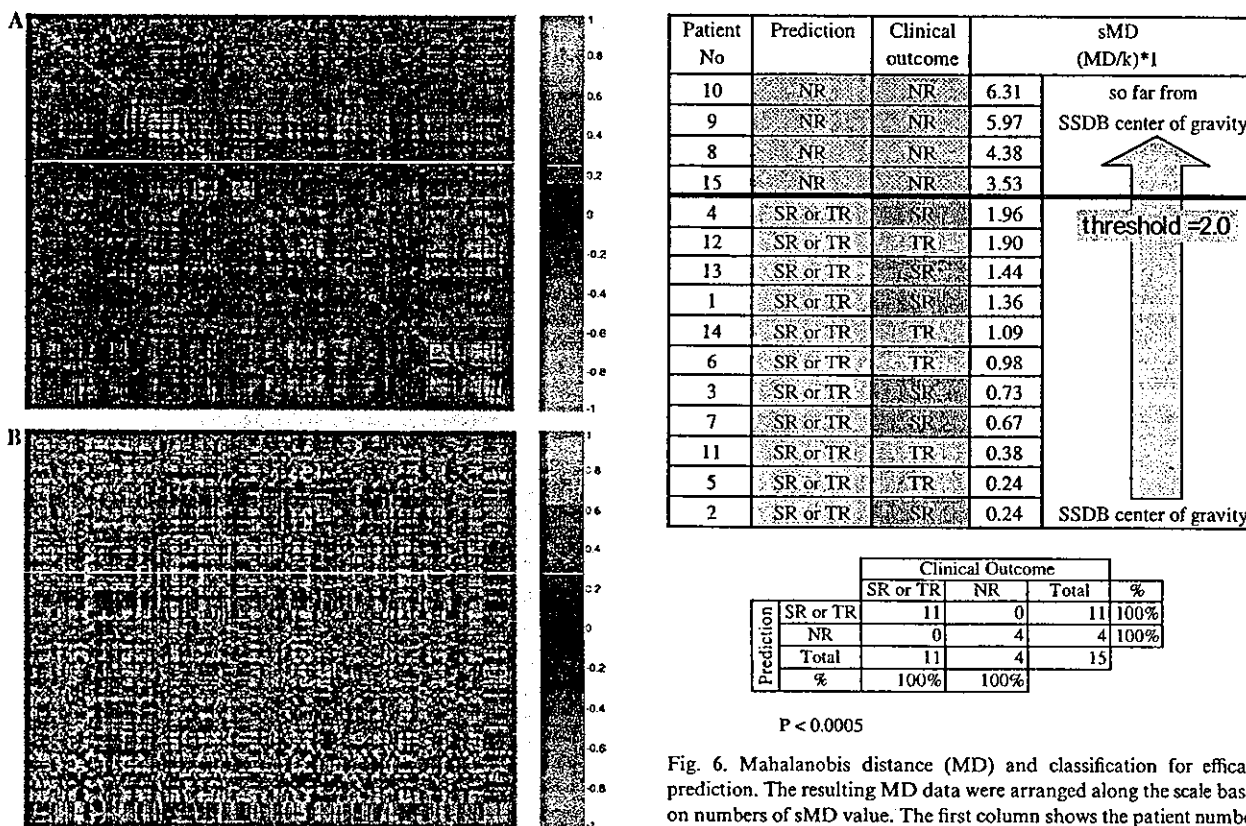 A
1
0.8
0.6
0.4
0.2
0
-0.2
-0.4
-0.6
-0.8
-1
B
1
0.8
0.6
0.4
0.2
0
-0.2
-0.4
-0.6
-0.8
Patient No Prediction Clinical outcome sMD (MD/k)*1
10 NR NR 6.31 so far from
9 NR NR 5.97 SSDB center of gravity
8 NR NR 4.38
15 NR NR 3.53
4 SR or TR SR 1.96
threshold =2.0
12 SR or TR TR 1.90
13 SR or TR SR 1.44
1 SR or TR SR 1.36
14 SR or TR TR 1.09
6 SR or TR TR 0.98
3 SR or TR SR 0.73
7 SR or TR SR 0.67
11 SR or TR TR 0.38
5 SR or TR TR 0.24
2 SR or TR SR 0.24 SSDB center of gravity
Clinical Outcome
SR or TR NR Total %
Prediction
SR or TR 11 0 11 100%
NR 0 4 4 100%
Total 11 4 15
% 100% 100%
P < 0.0005
Fig. 6. Mahalanobis distance (MD) and classification for effica
prediction. The resulting MD data were arranged along the scale bas
on numbers of sMD value. The first column shows the patient numbe